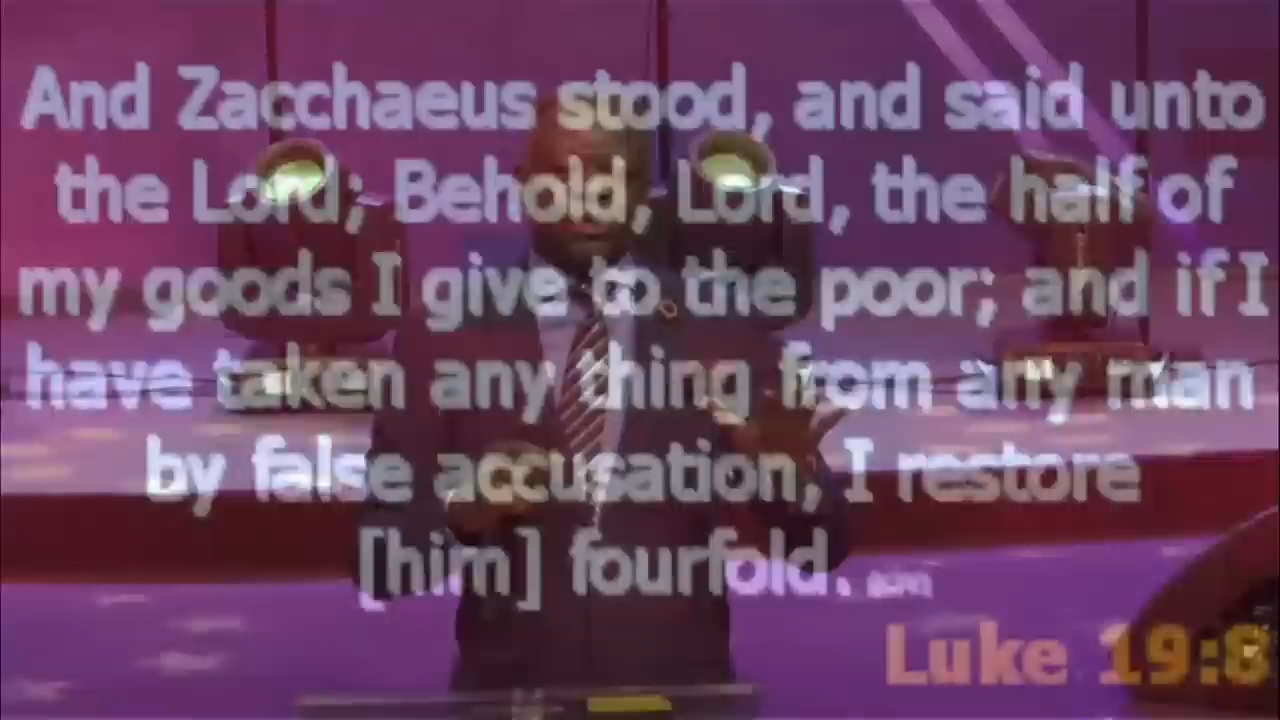 And Zacchaeus stood, and said unto
the Lord; Behold, Lord, the half of
my goods I give to the poor; and if I
have taken any thing from any man
by false accusation, I restore
[him] fourfold. (KJV)
Luke 19:8